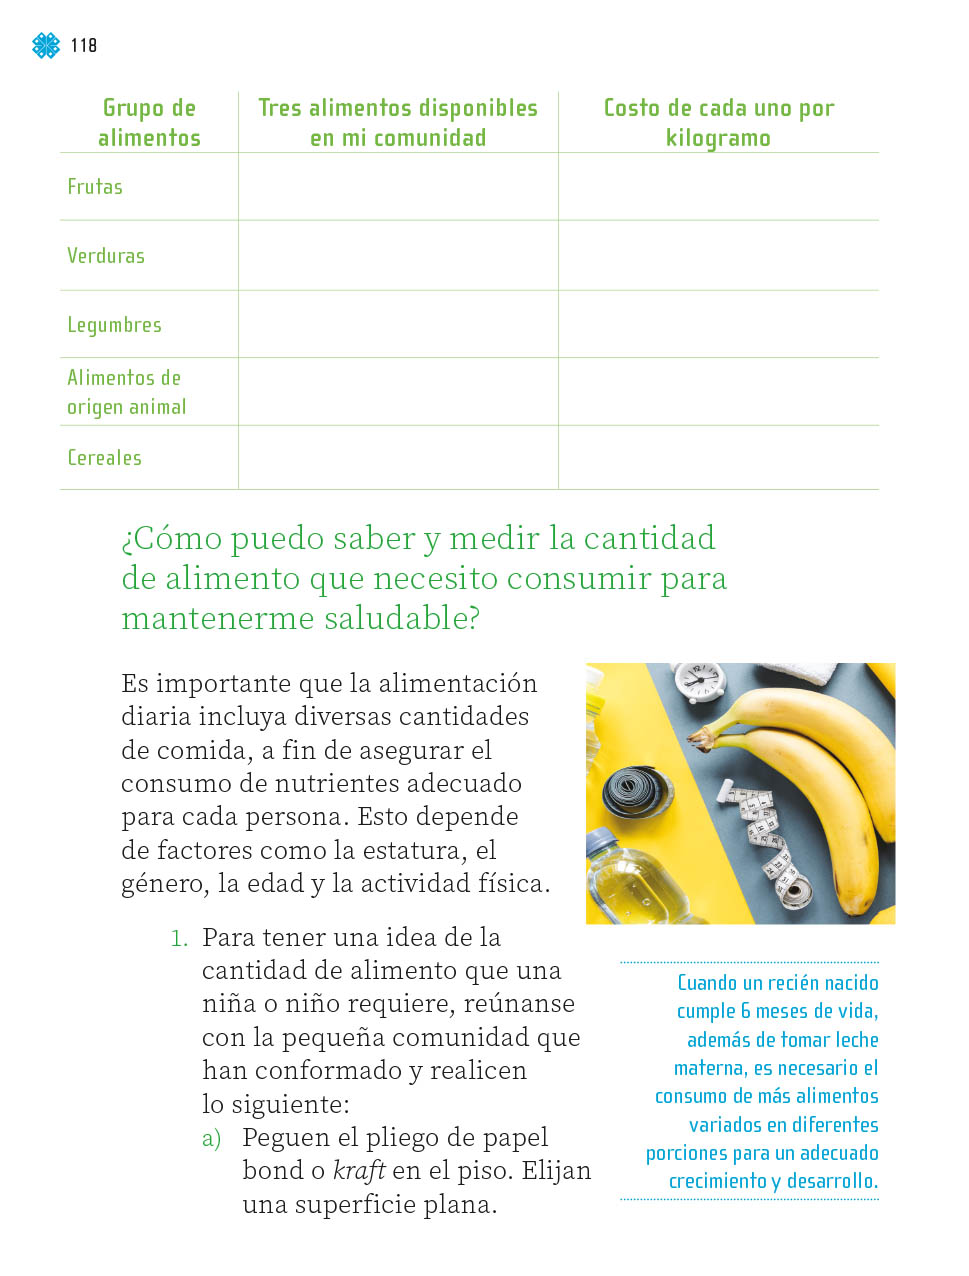 118
Grupo de
alimentos
Tres alimentos disponibles
en mi comunidad
Costo de cada uno por
kilogramo
Frutas
Verduras
Legumbres
Alimentos de
origen animal
Cereales
¿Cómo puedo saber y medir la cantidad
de alimento que necesito consumir para
mantenerme saludable?
Es importante que la alimentación
diaria incluya diversas cantidades
de comida, a fin de asegurar el
consumo de nutrientes adecuado
para cada persona. Esto depende
de factores como la estatura, el
género, la edad y la actividad física.
1. Para tener una idea de la
cantidad de alimento que una
niña o niño requiere, reúnanse
con la pequeña comunidad que
han conformado y realicen
lo siguiente:
a) Peguen el pliego de papel
bond o kraft en el piso. Elijan
una superficie plana.
Cuando un recién nacido
cumple 6 meses de vida,
además de tomar leche
materna, es necesario el
consumo de más alimentos
variados en diferentes
porciones para un adecuado
crecimiento y desarrollo.